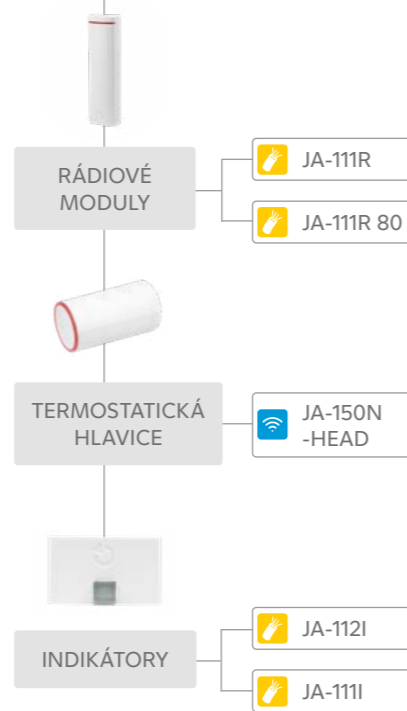 RÁDIOVÉ
MODULY
JA-111R
JA-111R 80
TERMOSTATICKÁ
HLAVICE
JA-150N
-HEAD
INDIKÁTORY
JA-112I
JA-111I